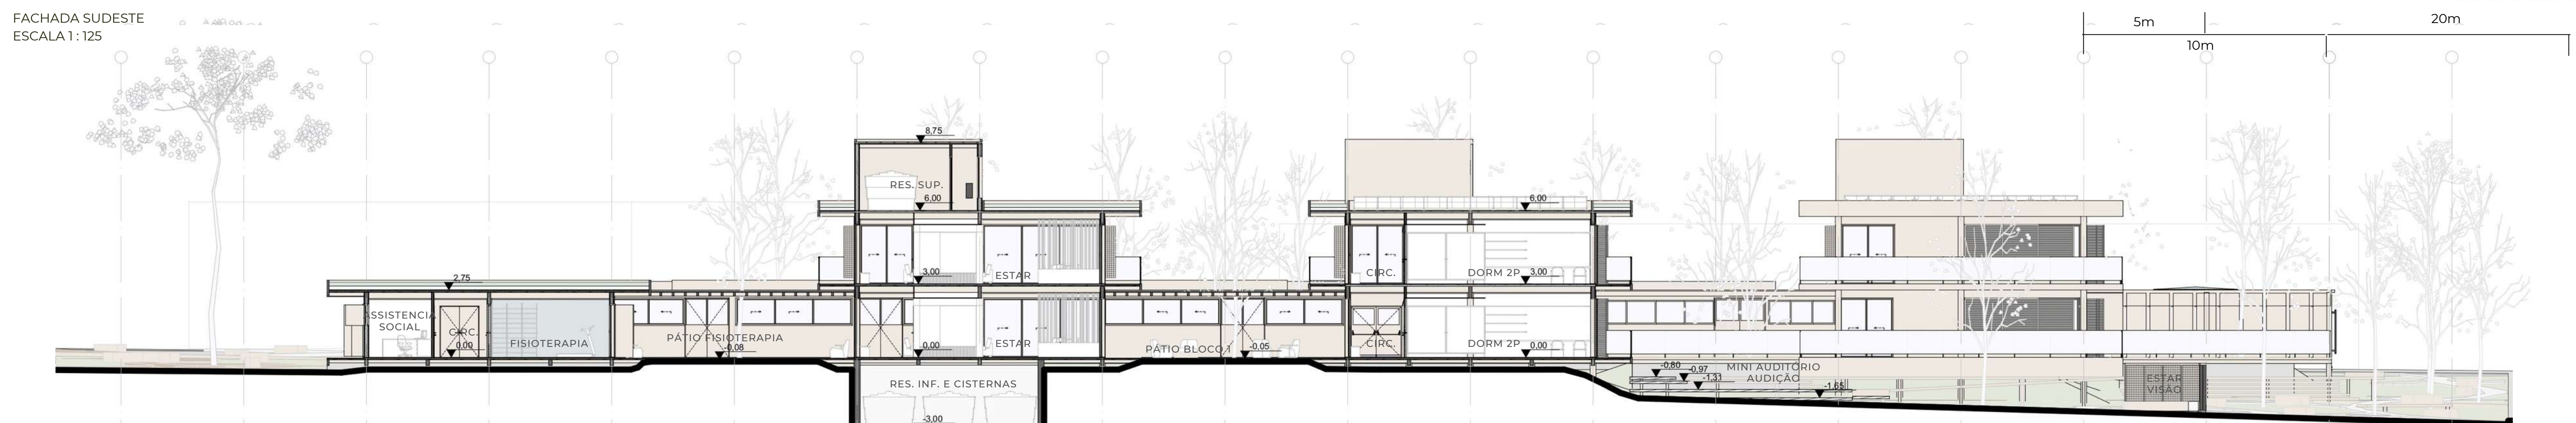 FACHADA SUDESTE
ESCALA 1 : 125
5m
20m
10m
8,75
RES. SUP.
6,00
6,00
2,75
3,00
ESTAR
CIRC.
DORM 2P
3,00
ASSISTENCIA
SOCIAL
CIRC.
0,00
FISIOTERAPIA
PÁTIO FISIOTERAPIA
-0,08
0,00
ESTAR
PÁTIO BLOCO 1
-0,05
CIRC.
DORM 2P
0,00
-0,80
-0,97
-1,31
-1,65
MINI AUDITÓRIO
AUDIÇÃO
ESTAR
VISÃO
RES. INF. E CISTERNAS
-3,00